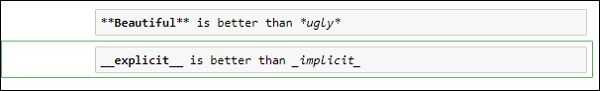 **Beautiful** is better than *ugly*
__explicit__ is better than _implicit_